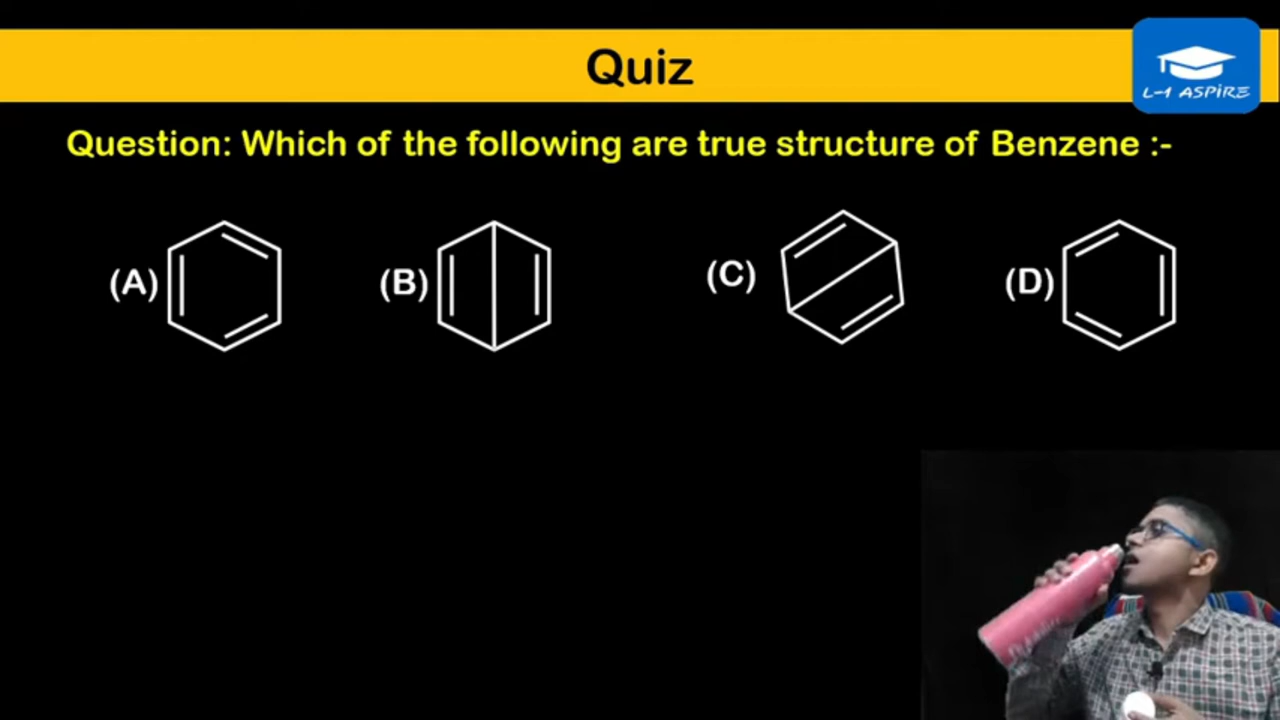 Quiz
L-1 ASPIRE
Question: Which of the following are true structure of Benzene :-
(A) (B) (C) (D)